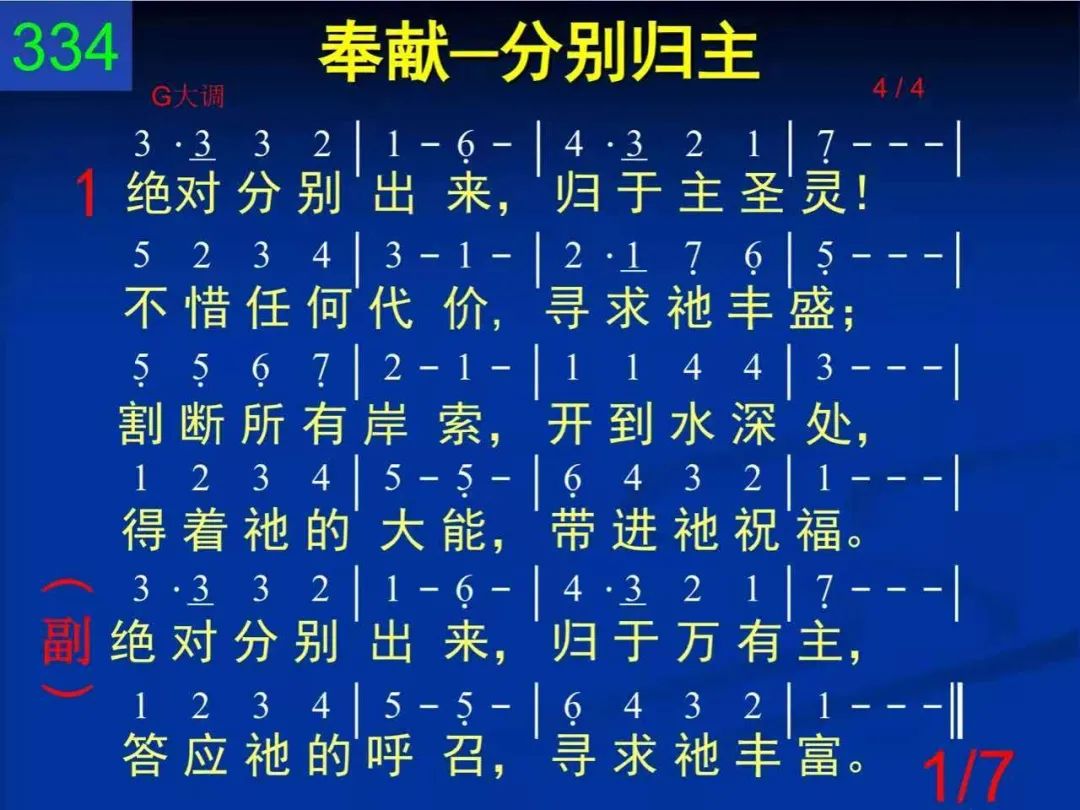 334
奉献—分别归主
G大调
4 / 4
3 · 3 3 2 | 1 - 6̣ - | 4 · 3 2 1 | 7̣ - - - |
1 绝对分别出来，归于主圣灵！
5 2 3 4 | 3 - 1 - | 2 · 1 7̣ 6̣ | 5̣ - - - |
不惜任何代价，寻求祂丰盛；
5̣ 5̣ 6̣ 7̣ | 2 - 1 - | 1 1 4 4 | 3 - - - |
割断所有岸索，开到水深处，
1 2 3 4 | 5 - 5̣ - | 6̣ 4 3 2 | 1 - - - |
得着祂的大能，带进祂祝福。
3 · 3 3 2 | 1 - 6̣ - | 4 · 3 2 1 | 7̣ - - - |
（副） 绝对分别出来，归于万有主，
1 2 3 4 | 5 - 5̣ - | 6̣ 4 3 2 | 1 - - - ‖
答应祂的呼召，寻求祂丰富。
1/7